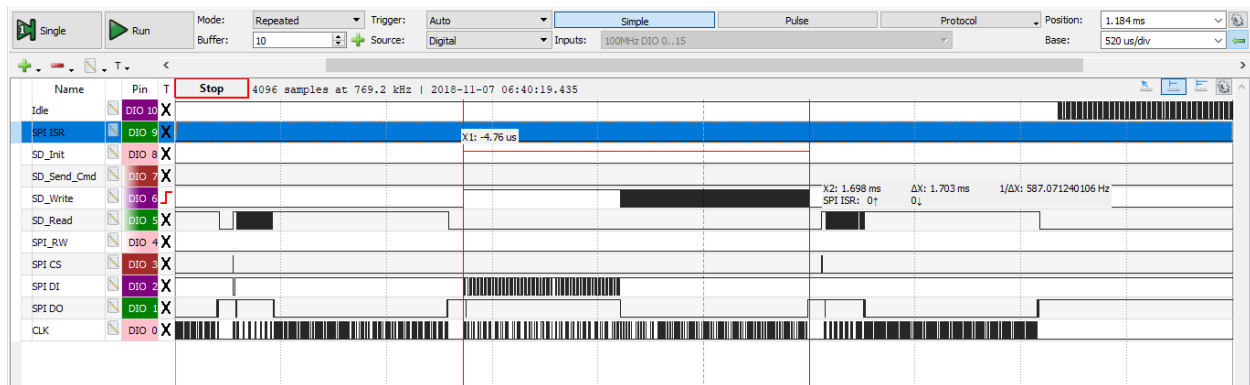 Single
Run
Mode:
Repeated
Trigger:
Auto
Simple
Pulse
Protocol
Position:
1.184 ms
Buffer:
10
Source:
Digital
Inputs:
100MHz DIO 0..15
Base:
520 us/div
T
Name
Pin
T
Stop
4096 samples at 769.2 kHz | 2018-11-07 06:40:19.435
Idle
DIO 10 X
SPI ISR
DIO 9 X
X1: -4.76 us
SD_Init
DIO 8 X
SD_Send_Cmd
DIO 7 X
SD_Write
DIO 6
X2: 1.698 ms
ΔX: 1.703 ms
1/ΔX: 587.071240106 Hz
SPI ISR: 0↑
0↓
SD_Read
DIO 5 X
SPI_RW
DIO 4 X
SPI CS
DIO 3 X
SPI DI
DIO 2 X
SPI DO
DIO 1 X
CLK
DIO 0 X